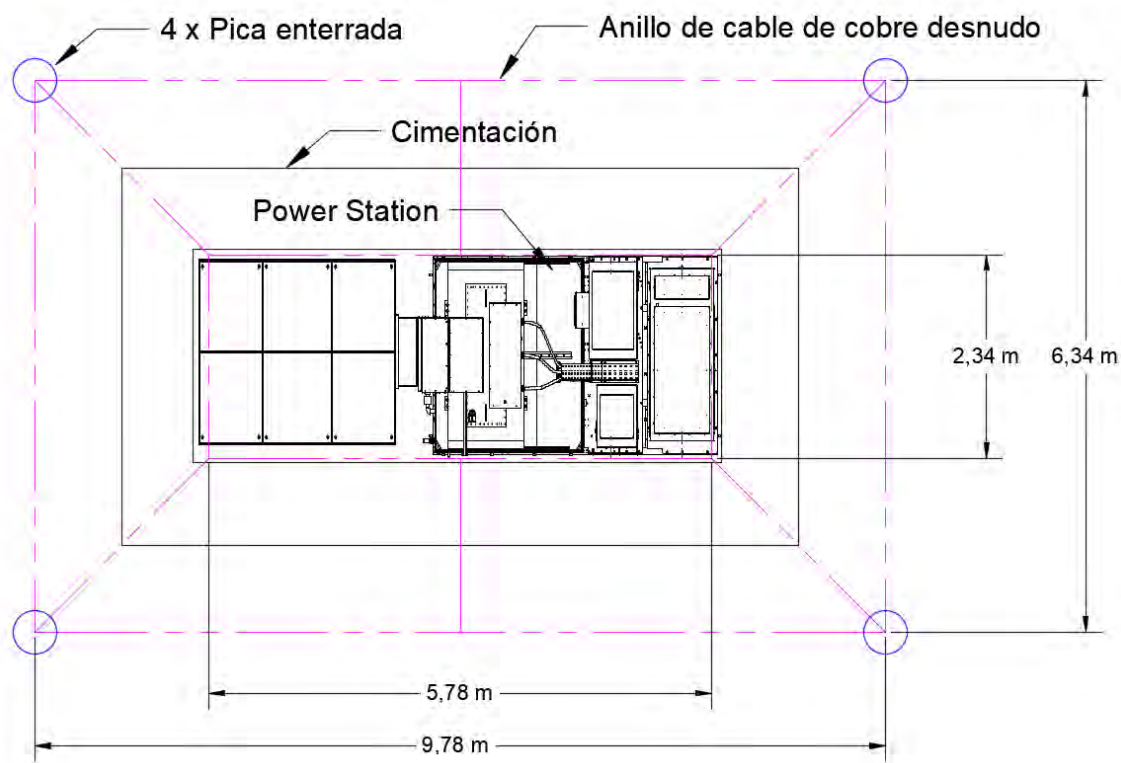 4 x Pica enterrada
Anillo de cable de cobre desnudo
Cimentación
Power Station
2,34 m
6,34 m
5,78 m
9,78 m